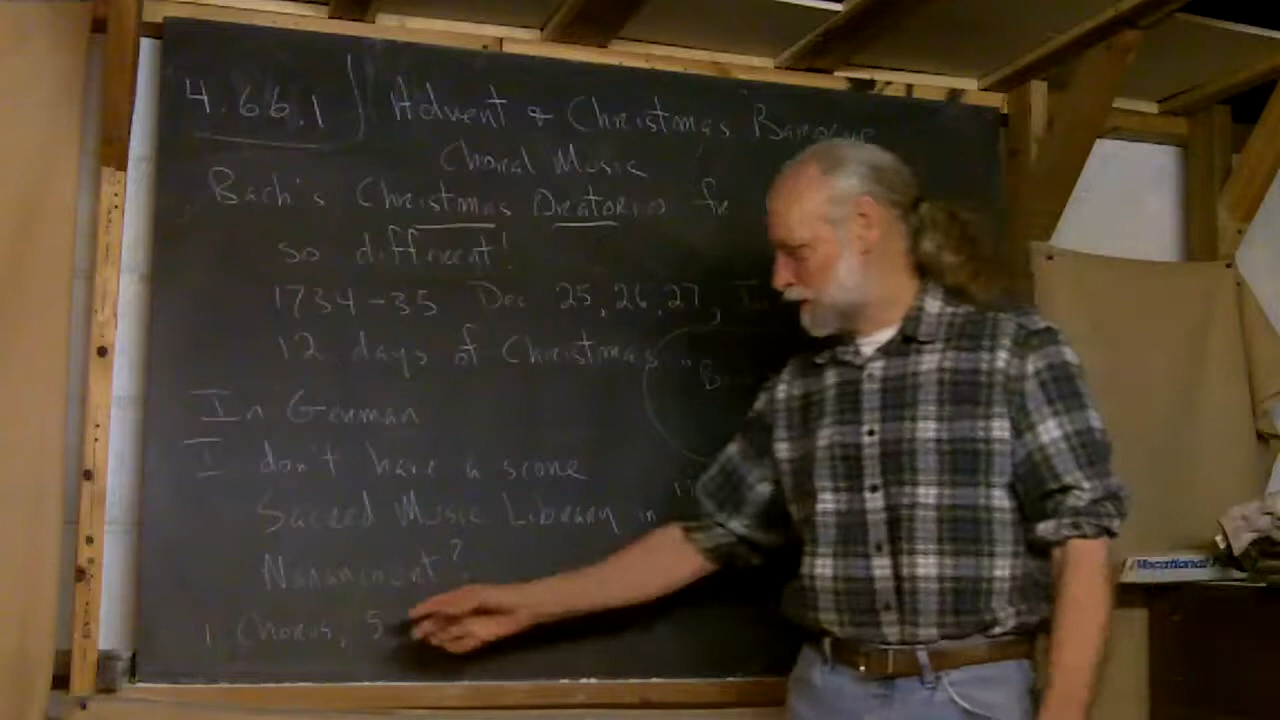 4.66.1 Advent & Christmas Baroque
Choral Music
Bach's Christmas Oratorio
so different!
1734-35 Dec 25, 26, 27,
12 days of Christmas
In German
I don't have a score
Sacred Music Library in
1. Chorus, 5
Vocational